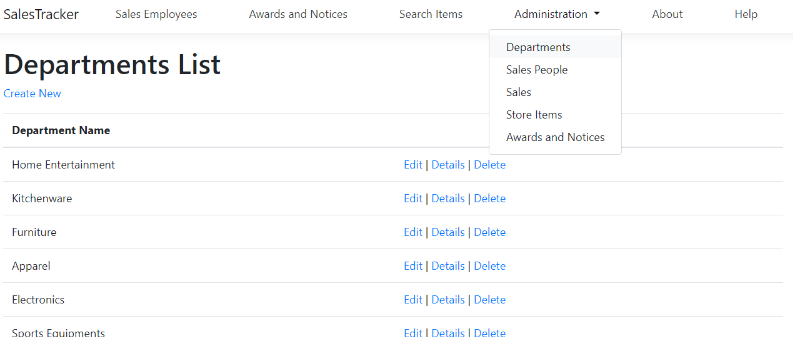 SalesTracker Sales Employees Awards and Notices Search Items Administration About Help
Departments
Sales People
Sales
Store Items
Awards and Notices
Departments List
Create New
Department Name
Home Entertainment Edit | Details | Delete
Kitchenware Edit | Details | Delete
Furniture Edit | Details | Delete
Apparel Edit | Details | Delete
Electronics Edit | Details | Delete
Sports Equipments Edit | Details | Delete